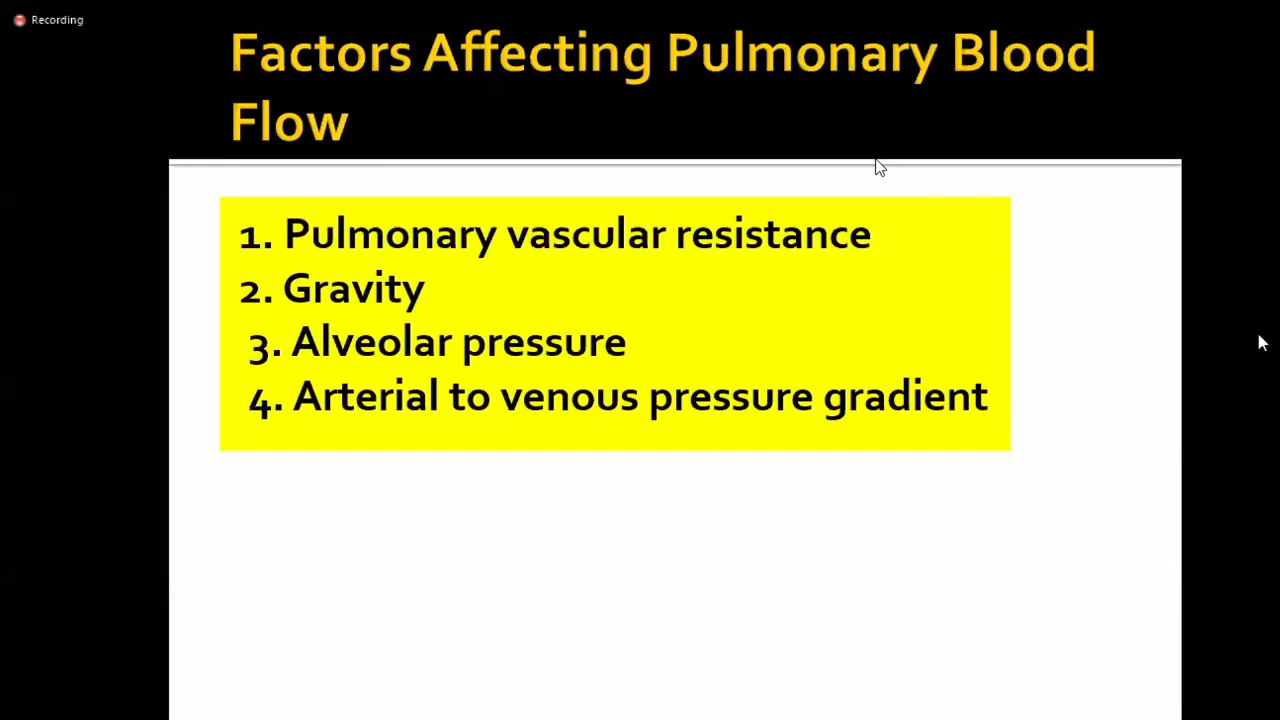 Recording
Factors Affecting Pulmonary Blood
Flow
1. Pulmonary vascular resistance
2. Gravity
3. Alveolar pressure
4. Arterial to venous pressure gradient